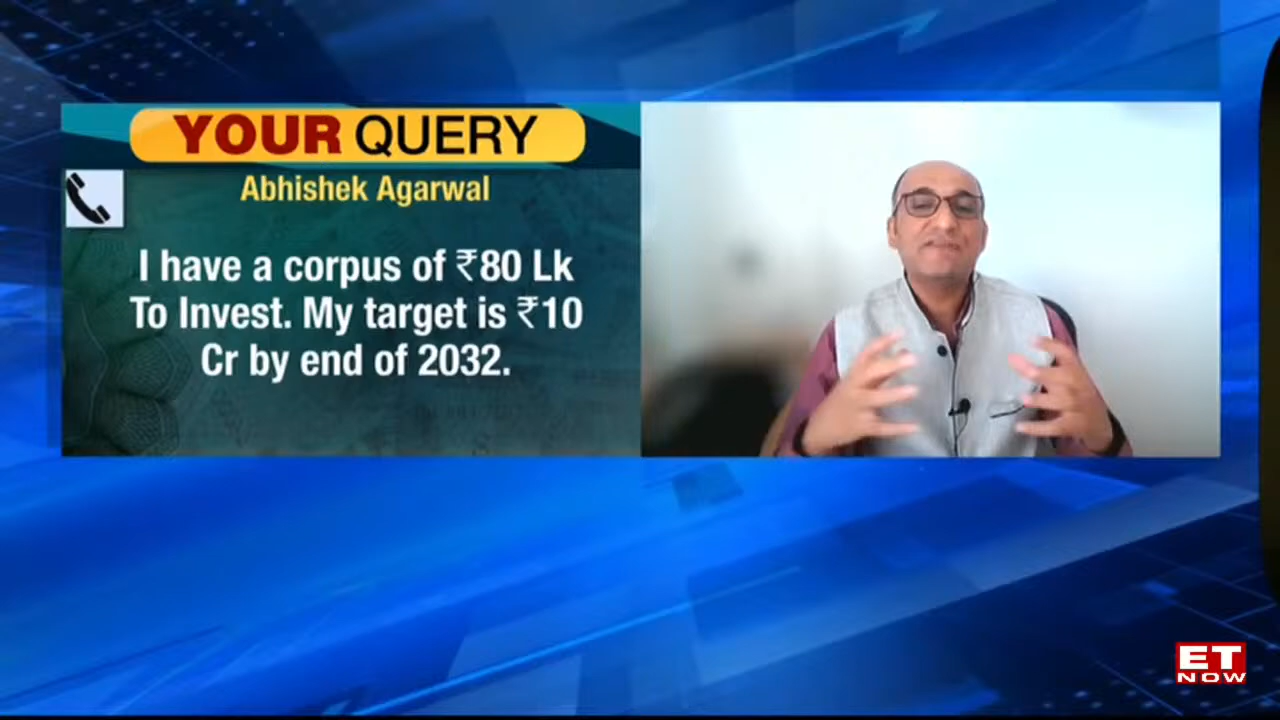 YOUR QUERY
Abhishek Agarwal
I have a corpus of ₹80 Lk
To Invest. My target is ₹10
Cr by end of 2032.
ET
NOW